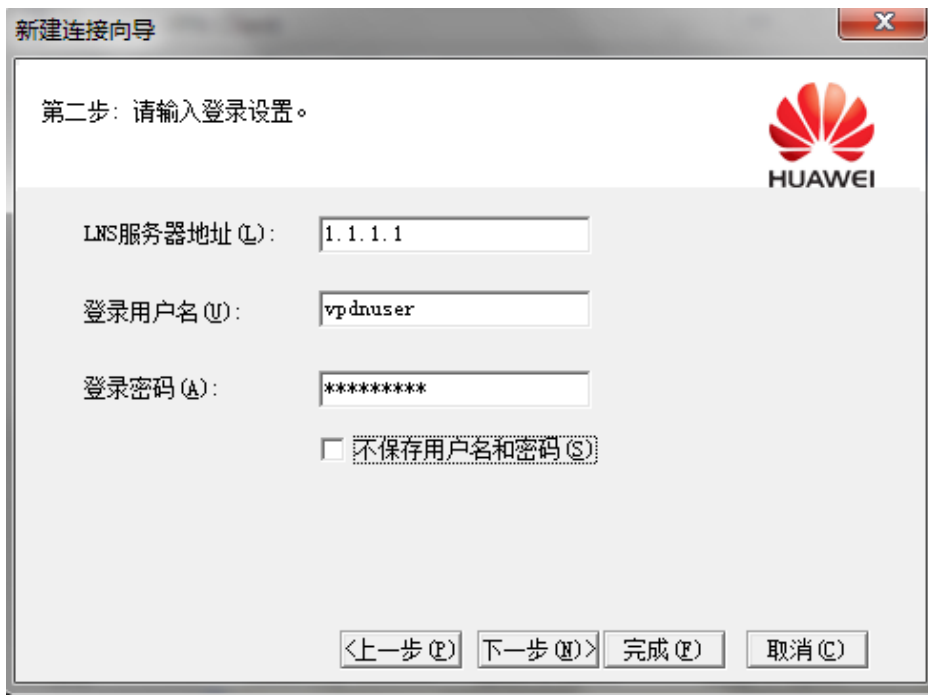 新建连接向导
第二步: 请输入登录设置。
HUAWEI
LNS服务器地址(L): 1.1.1.1
登录用户名(U): vpdnuser
登录密码(A): *********
不保存用户名和密码(S)
<上一步(P) 下一步(N)> 完成(F) 取消(C)